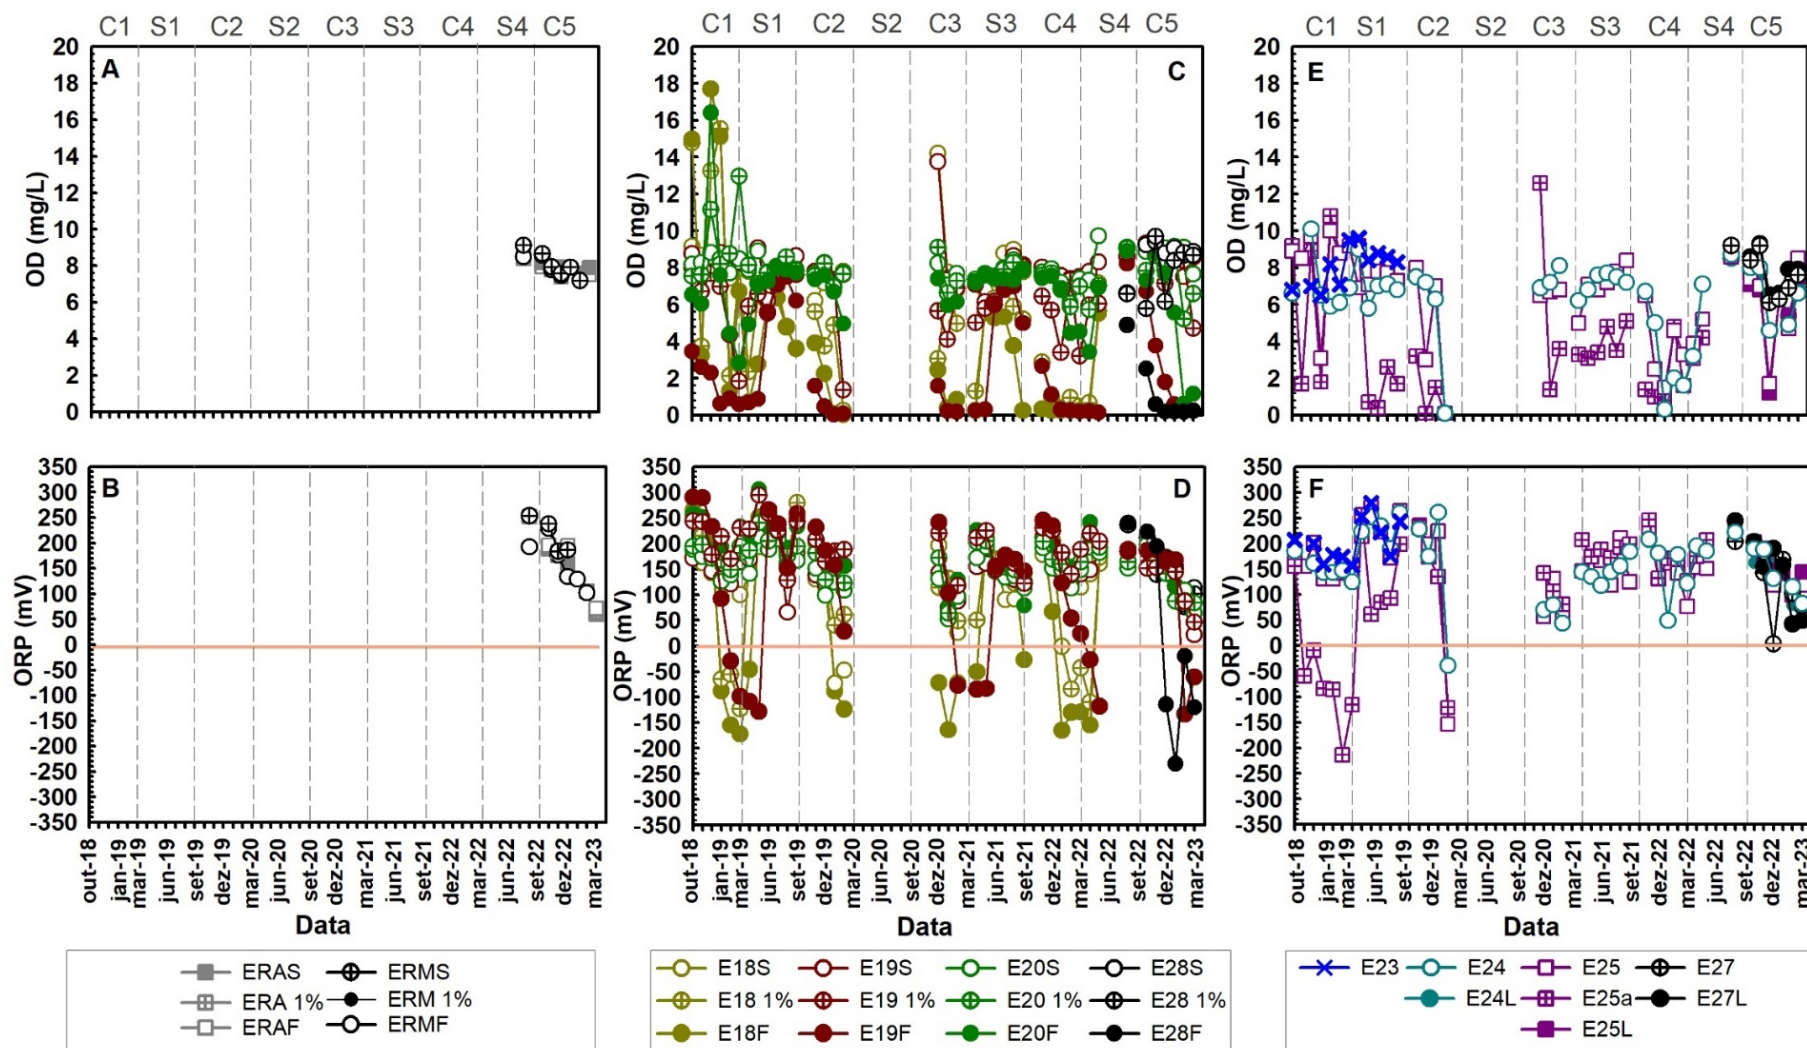 C1 S1 C2 S2 C3 S3 C4 S4 C5
C1 S1 C2 S2 C3 S3 C4 S4 C5
C1 S1 C2 S2 C3 S3 C4 S4 C5
A
OD (mg/L)
20
18
16
14
12
10
8
6
4
2
0
C
OD (mg/L)
20
18
16
14
12
10
8
6
4
2
0
E
OD (mg/L)
20
18
16
14
12
10
8
6
4
2
0
B
ORP (mV)
350
300
250
200
150
100
50
0
-50
-100
-150
-200
-250
-300
-350
out-18 jan-19 mar-19 jun-19 set-19 dez-19 mar-20 jun-20 set-20 dez-20 mar-21 jun-21 set-21 dez-22 mar-22 jun-22 set-22 dez-22 mar-23
Data
D
ORP (mV)
350
300
250
200
150
100
50
0
-50
-100
-150
-200
-250
-300
-350
out-18 jan-19 mar-19 jun-19 set-19 dez-19 mar-20 jun-20 set-20 dez-20 mar-21 jun-21 set-21 dez-22 mar-22 jun-22 set-22 dez-22 mar-23
Data
F
ORP (mV)
350
300
250
200
150
100
50
0
-50
-100
-150
-200
-250
-300
-350
out-18 jan-19 mar-19 jun-19 set-19 dez-19 mar-20 jun-20 set-20 dez-20 mar-21 jun-21 set-21 dez-22 mar-22 jun-22 set-22 dez-22 mar-23
Data
ERAS ERMS
ERA 1% ERM 1%
ERAF ERMF
E18S E19S E20S E28S
E18 1% E19 1% E20 1% E28 1%
E18F E19F E20F E28F
E23 E24 E25 E27
E24L E25a E27L
E25L